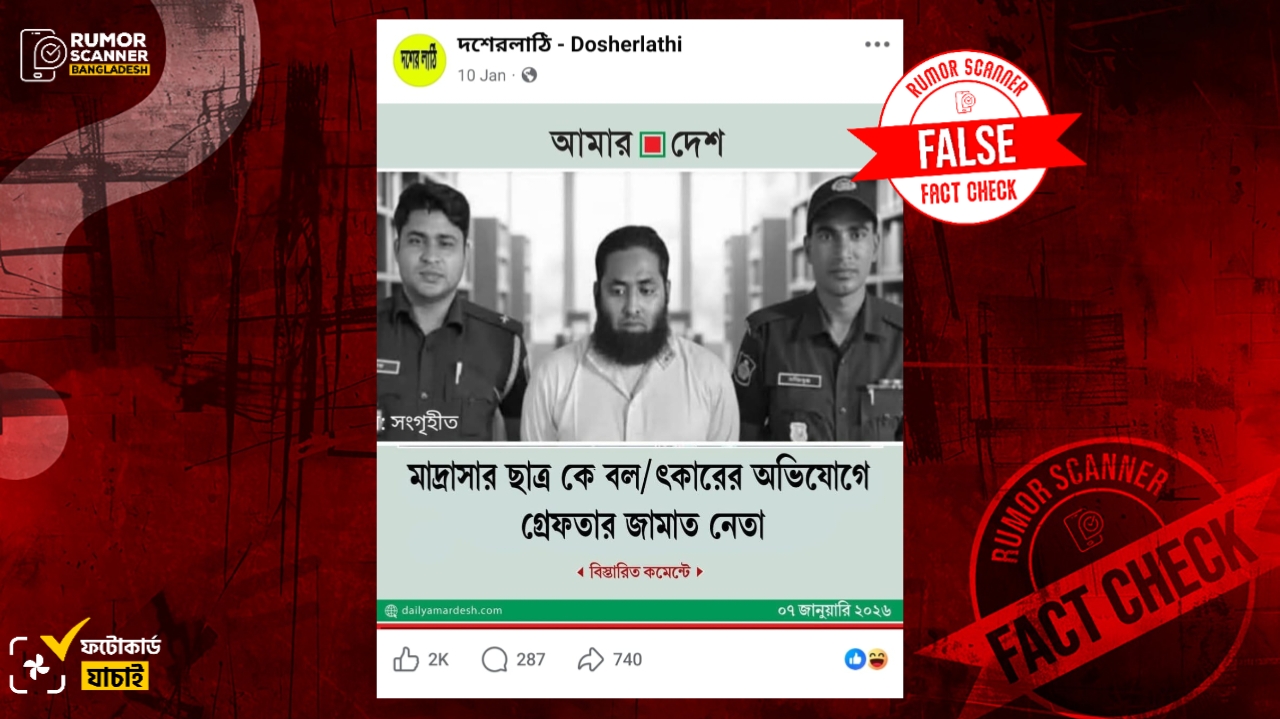 RUMOR
SCANNER
BANGLADESH
দশেরলাঠি - Dosherlathi
10 Jan
দশের লাঠি
RUMOR SCANNER
FALSE
FACT CHECK
আমার দেশ
: সংগৃহীত
মাদ্রাসার ছাত্র কে বল/ৎকারের অভিযোগে
গ্রেফতার জামাত নেতা
বিস্তারিত কমেন্টে
dailyamardesh.com
০৭ জানুয়ারি ২০২৬
2K
287
740
RUMOR SCANNER
FACT CHECK
ফটোকার্ড
যাচাই